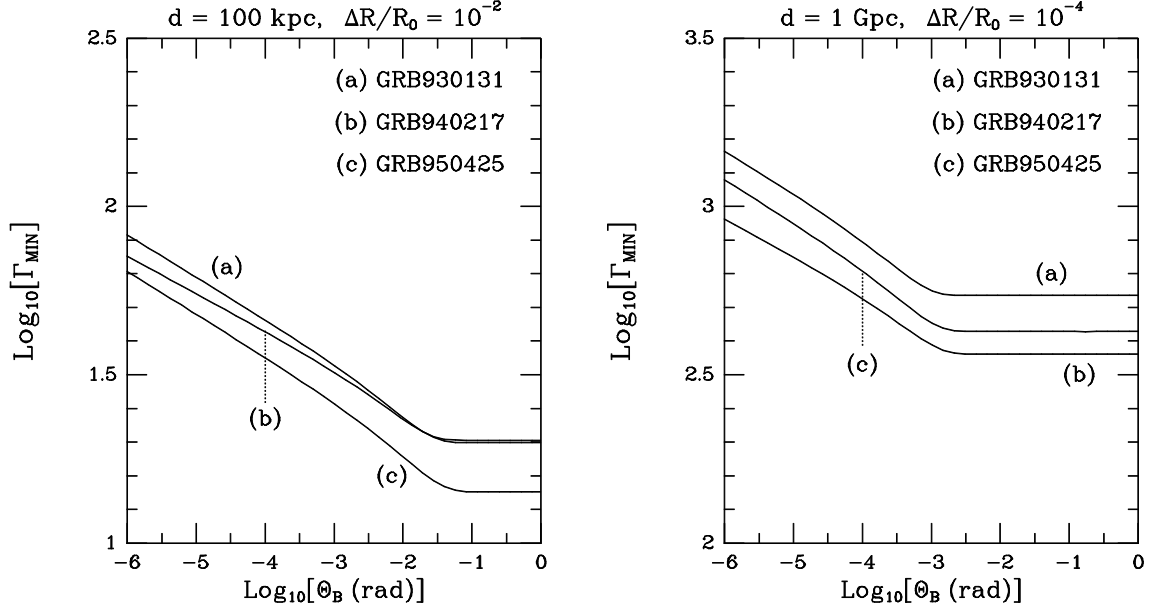 d = 100 kpc, ΔR/R₀ = 10⁻²
2.5
2
1.5
1
Log₁₀[Γ_MIN]
(a) GRB930131
(b) GRB940217
(c) GRB950425
(a)
(b)
(c)
-6 -5 -4 -3 -2 -1 0
Log₁₀[Θ_B (rad)]
d = 1 Gpc, ΔR/R₀ = 10⁻⁴
3.5
3
2.5
2
Log₁₀[Γ_MIN]
(a) GRB930131
(b) GRB940217
(c) GRB950425
(a)
(c)
(b)
-6 -5 -4 -3 -2 -1 0
Log₁₀[Θ_B (rad)]